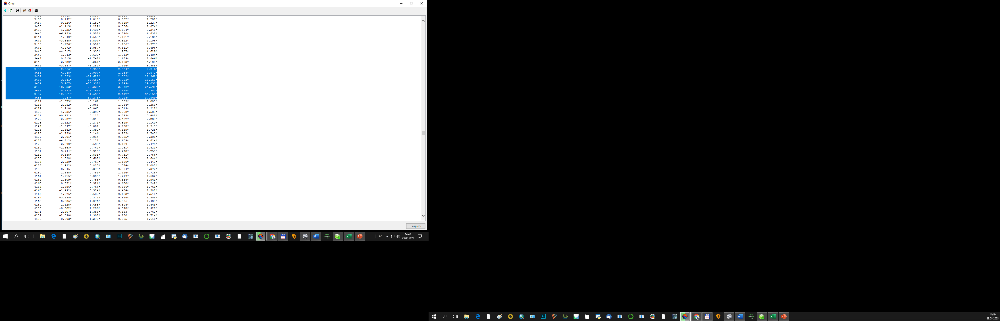 Отчет
3436 0.742* 1.044* 0.932* 1.281*
3437 0.424* 1.152* 0.449* 1.227*
3438 -1.415* 1.229* 0.806* 1.874*
3439 -1.725* 1.436* 0.664* 2.245*
3440 -6.453* 1.555* 0.720* 6.638*
3441 -1.340* 1.659* 1.191* 2.133*
3442 -3.688* 1.804* 0.522* 4.106*
3443 -1.226* 1.551* 1.166* 1.977*
3444 -4.472* 1.057* 0.611* 4.596*
3445 -4.617* 0.333* 1.207* 4.629*
3446 -1.343* -0.632* 1.013* 1.484*
3447 0.615* -1.741* 1.689* 1.846*
3448 2.620* -3.261* 2.103* 4.183*
3449 -3.587* -5.282* 1.994* 6.385*
3450 2.366* -6.955* 2.064* 7.346*
3451 4.285* -9.004* 1.953* 9.972*
3452 2.833* -11.621* 2.852* 11.962*
3453 3.841* -14.658* 3.023* 15.153*
3454 5.207* -18.332* 3.149* 19.058*
3455 10.533* -22.229* 2.848* 24.598*
3456 5.872* -26.744* 2.886* 27.381*
3457 12.861* -31.639* 2.617* 34.153*
3458 7.237* -37.273* 3.023* 37.969*
4117 -1.075* -0.161 1.859* 1.087*
4118 -2.252* 0.066 1.034* 2.253*
4119 1.210* -0.065 0.519* 1.212*
4120 -1.536* 0.399* 0.758* 1.587*
4121 -0.471* 0.117 0.793* 0.485*
4122 2.287* 0.018 0.487* 2.287*
4123 2.122* 0.271* 0.549* 2.140*
4124 -1.947* -0.001 0.788* 1.947*
4125 1.682* -0.382* 0.339* 1.725*
4126 -1.739* 0.146 0.235* 1.745*
4127 2.301* -0.014 0.225* 2.301*
4128 -4.612* 0.121 0.609* 4.614*
4129 -2.390* 0.633* 0.199 2.473*
4130 -1.663* 0.742* 1.031* 1.821*
4131 3.744* 0.318* 0.248* 3.757*
4132 0.535* 0.533* 0.761* 0.756*
4133 1.528* 0.607* 0.836* 1.644*
4134 2.320* 0.767* 1.189* 2.443*
4158 1.922* 0.810* 1.074* 2.085*
4159 -0.046 0.370* 0.894* 0.372*
4160 1.538* 0.789* 1.124* 1.728*
4161 -1.215* 0.883* 1.219* 1.502*
4162 1.809* 0.756* 0.865* 1.961*
4163 0.831* 0.924* 0.630* 1.242*
4164 1.586* 0.764* 0.586* 1.761*
4165 -1.492* 0.524* 0.484* 1.582*
4166 -1.376* 0.632* 0.662* 1.515*
4167 -3.535* 0.371* 0.626* 3.555*
4168 -0.906* 1.076* -0.006 1.407*
4169 1.125* 1.485* 0.398* 1.863*
4170 -0.602* 1.286* 0.378* 1.420*
4171 2.407* 1.356* 0.153 2.762*
4172 -2.390* 1.307* 0.180 2.724*
4173 -0.993* 1.273* 0.095 1.615*
Закрыть
EN
14:40
23.08.2023
14:40
23.08.2023